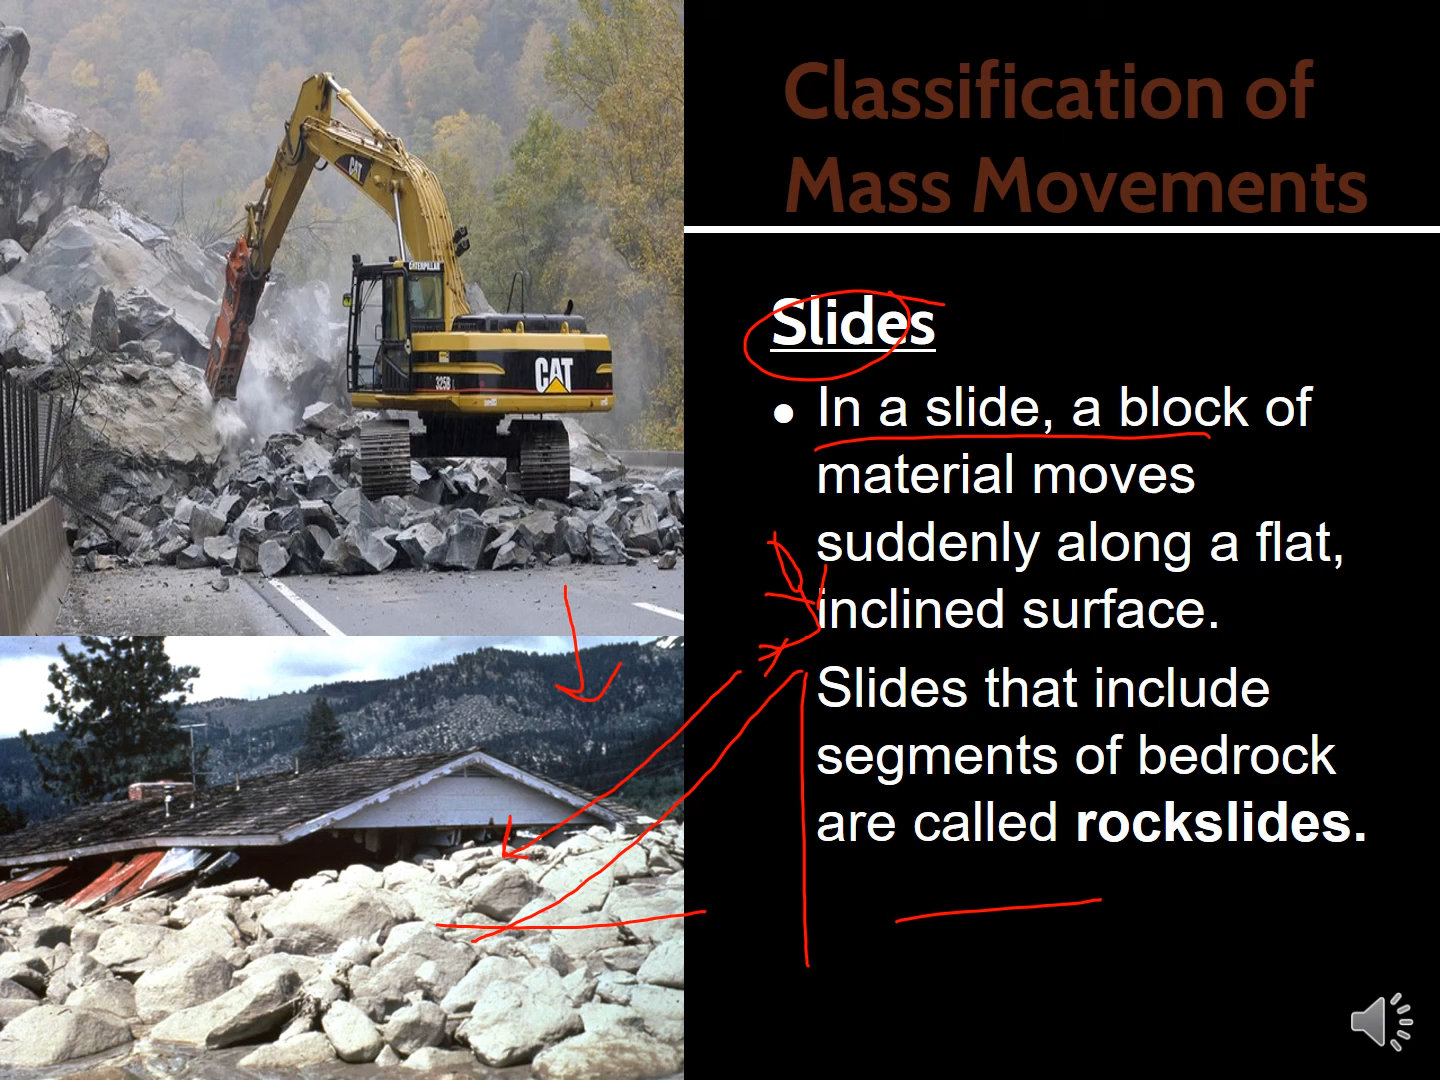 Classification of
Mass Movements
Slides
• In a slide, a block of
material moves
suddenly along a flat,
inclined surface.
Slides that include
segments of bedrock
are called rockslides.
CAT
CATERPILLAR
325B
CAT